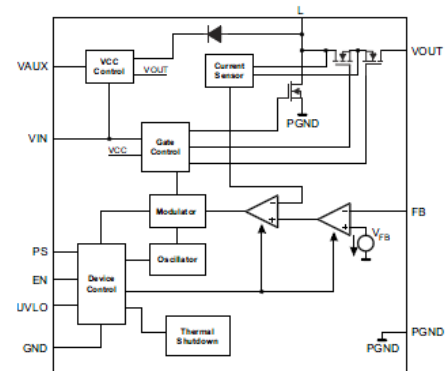 L
VAUX
VCC
Control
VOUT
Current
Sensor
VOUT
PGND
VIN
VCC
Gate
Control
Modulator
FB
VFB
PS
EN
UVLO
GND
Device
Control
Oscillator
Thermal
Shutdown
PGND
PGND